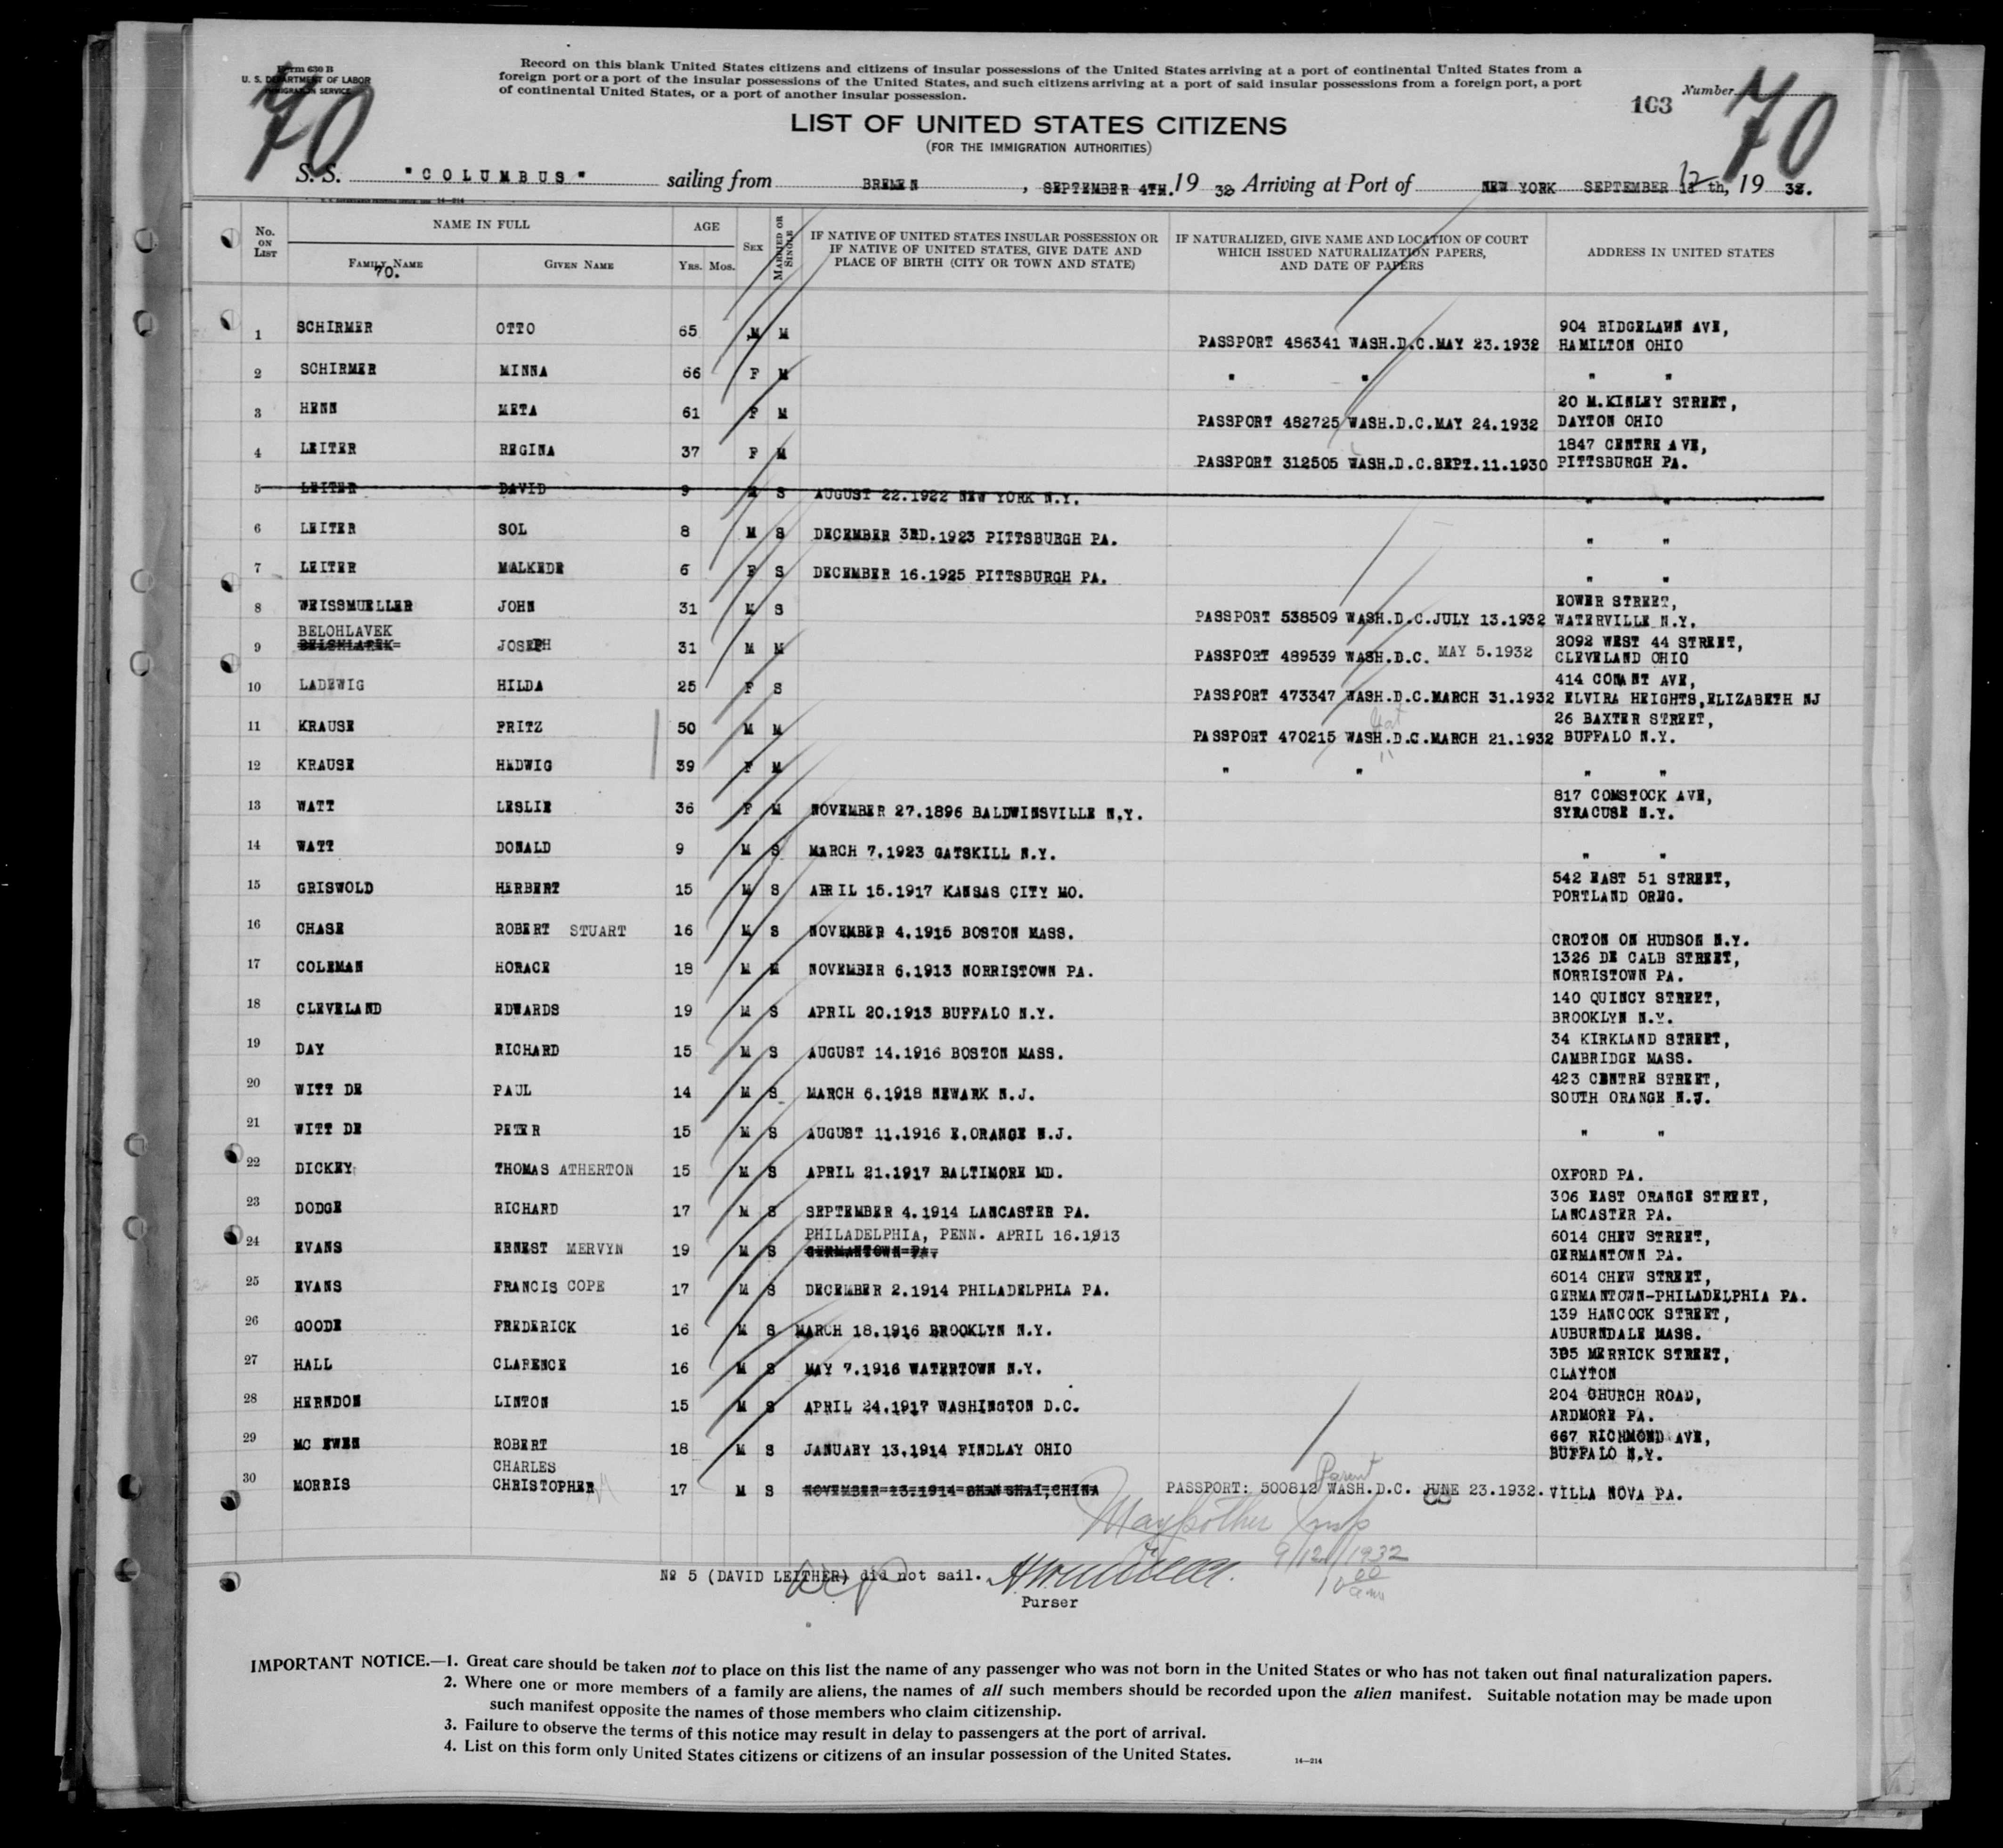 Form 630 B
U. S. DEPARTMENT OF LABOR
IMMIGRATION SERVICE
70
Record on this blank United States citizens and citizens of insular possessions of the United States arriving at a port of continental United States from a
foreign port or a port of the insular possessions of the United States, and such citizens arriving at a port of said insular possessions from a foreign port, a port
of continental United States, or a port of another insular possession.
Number
103
70
LIST OF UNITED STATES CITIZENS
(FOR THE IMMIGRATION AUTHORITIES)
S. S. "COLUMBUS" sailing from BREMEN, SEPTEMBER 4TH. 19 32 Arriving at Port of NEW YORK SEPTEMBER 12 th, 19 32.
No. ON LIST NAME IN FULL AGE SEX MARRIED OR SINGLE IF NATIVE OF UNITED STATES INSULAR POSSESSION OR IF NATIVE OF UNITED STATES, GIVE DATE AND PLACE OF BIRTH (CITY OR TOWN AND STATE) IF NATURALIZED, GIVE NAME AND LOCATION OF COURT WHICH ISSUED NATURALIZATION PAPERS, AND DATE OF PAPERS ADDRESS IN UNITED STATES
FAMILY NAME GIVEN NAME YRS. MOS.
70.
1 SCHIRMER OTTO 65 M M PASSPORT 486341 WASH.D.C.MAY 23.1932 904 RIDGELAWN AVE,
HAMILTON OHIO
2 SCHIRMER MINNA 66 F M " " " "
3 HENN META 61 F M PASSPORT 482725 WASH.D.C.MAY 24.1932 20 M.KINLEY STREET,
DAYTON OHIO
4 LEITER REGINA 37 F M PASSPORT 312505 WASH.D.C.SEPT.11.1930 1847 CENTRE AVE,
PITTSBURGH PA.
5 LEITER DAVID 9 M S AUGUST 22.1922 NEW YORK N.Y. " "
6 LEITER SOL 8 M S DECEMBER 3RD.1923 PITTSBURGH PA. " "
7 LEITER MALKEDE 6 F S DECEMBER 16.1925 PITTSBURGH PA. " "
8 WEISSMUELLER JOHN 31 M S PASSPORT 538509 WASH.D.C.JULY 13.1932 BOWER STREET,
WATERVILLE N.Y.
BELOHLAVEK
9 JOSEPH 31 M M PASSPORT 489539 WASH.D.C. MAY 5.1932 2092 WEST 44 STREET,
CLEVELAND OHIO
10 LADEWIG HILDA 25 F S PASSPORT 473347 WASH.D.C.MARCH 31.1932 414 CONANT AVE,
ELVIRA HEIGHTS,ELIZABETH NJ
11 KRAUSE FRITZ 50 M M PASSPORT 470215 WASH.D.C.MARCH 21.1932 26 BAXTER STREET,
BUFFALO N.Y.
12 KRAUSE HEDWIG 39 F M " " " "
13 WATT LESLIE 36 F M NOVEMBER 27.1896 BALDWINSVILLE N.Y. 817 COMSTOCK AVE,
SYRACUSE N.Y.
14 WATT DONALD 9 M S MARCH 7.1923 GATSKILL N.Y. " "
15 GRISWOLD HERBERT 15 M S APRIL 15.1917 KANSAS CITY MO. 542 EAST 51 STREET,
PORTLAND OREG.
16 CHASE ROBERT STUART 16 M S NOVEMBER 4.1915 BOSTON MASS. CROTON ON HUDSON N.Y.
17 COLEMAN HORACE 18 M M NOVEMBER 6.1913 NORRISTOWN PA. 1326 DE CALB STREET,
NORRISTOWN PA.
18 CLEVELAND EDWARDS 19 M S APRIL 20.1913 BUFFALO N.Y. 140 QUINCY STREET,
BROOKLYN N.Y.
19 DAY RICHARD 15 M S AUGUST 14.1916 BOSTON MASS. 34 KIRKLAND STREET,
CAMBRIDGE MASS.
20 WITT DE PAUL 14 M S MARCH 6.1918 NEWARK N.J. 423 CENTRE STREET,
SOUTH ORANGE N.J.
21 WITT DE PETER 15 M S AUGUST 11.1916 E.ORANGE N.J. " "
22 DICKEY THOMAS ATHERTON 15 M S APRIL 21.1917 BALTIMORE MD. OXFORD PA.
23 DODGE RICHARD 17 M S SEPTEMBER 4.1914 LANCASTER PA. 306 EAST ORANGE STREET,
LANCASTER PA.
PHILADELPHIA, PENN. APRIL 16.1913
24 EVANS ERNEST MERVYN 19 M S GERMANTOWN PA. 6014 CHEW STREET,
GERMANTOWN PA.
25 EVANS FRANCIS COPE 17 M S DECEMBER 2.1914 PHILADELPHIA PA. 6014 CHEW STREET,
GERMANTOWN-PHILADELPHIA PA.
26 GOODE FREDERICK 16 M S MARCH 18.1916 BROOKLYN N.Y. 139 HANCOCK STREET,
AUBURNDALE MASS.
27 HALL CLARENCE 16 M S MAY 7.1916 WATERTOWN N.Y. MERRICK STREET,
CLAYTON
28 HERNDON LINTON 15 M S APRIL 24.1917 WASHINGTON D.C. 204 CHURCH ROAD,
ARDMORE PA.
29 MC EWEN ROBERT 18 M S JANUARY 13.1914 FINDLAY OHIO 667 RICHMOND AVE,
BUFFALO N.Y.
CHARLES
30 MORRIS CHRISTOPHER 17 M S NOVEMBER 23.1914 SHANGHAI,CHINA PASSPORT: 500812 WASH.D.C. JUNE 23.1932. VILLA NOVA PA.
Parent
9/12/1932
10 00 am
No 5 (DAVID LEITHER) did not sail.
Purser
IMPORTANT NOTICE.—1. Great care should be taken not to place on this list the name of any passenger who was not born in the United States or who has not taken out final naturalization papers.
2. Where one or more members of a family are aliens, the names of all such members should be recorded upon the alien manifest. Suitable notation may be made upon
such manifest opposite the names of those members who claim citizenship.
3. Failure to observe the terms of this notice may result in delay to passengers at the port of arrival.
4. List on this form only United States citizens or citizens of an insular possession of the United States.
14—214